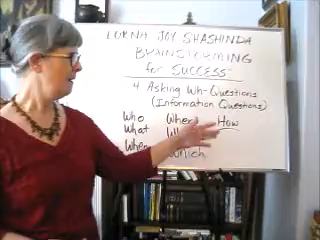 LORNA JOY SHASHINDA
BRAINSTORMING
for SUCCESS
4 Asking Wh-Questions
(Information Questions)
Who Where How
What
When Which